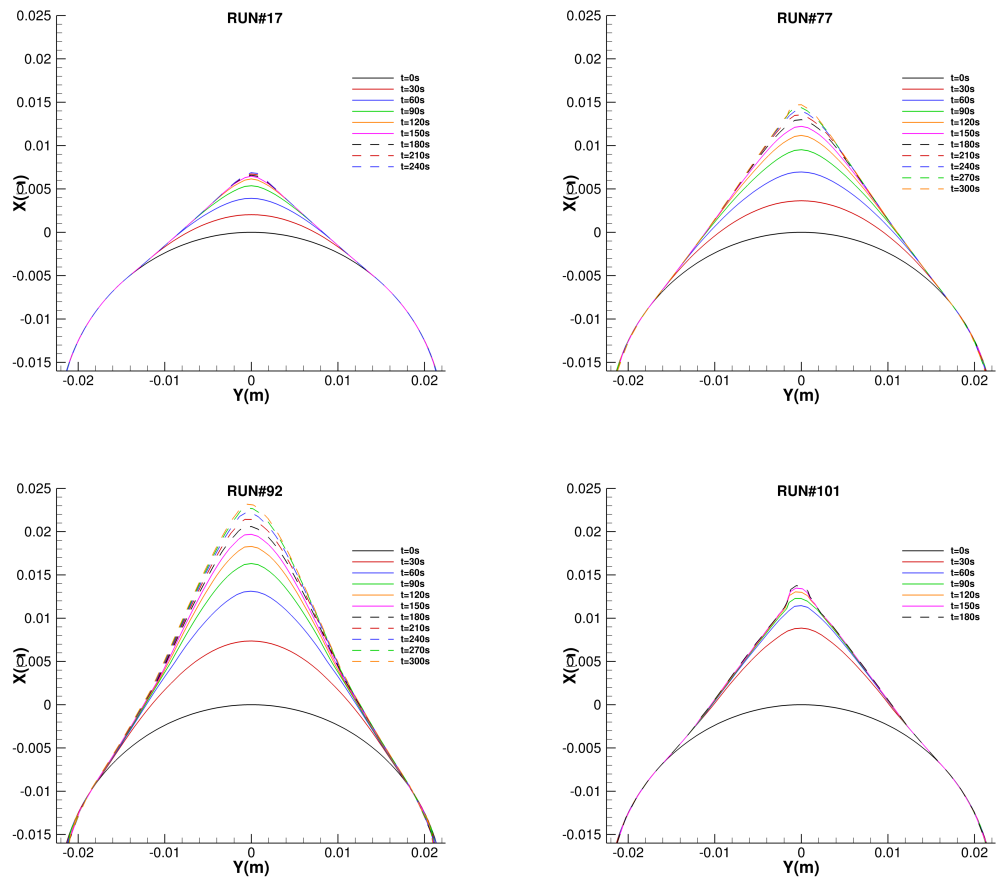 RUN#17
0.025
0.02
0.015
0.01
0.005
0
-0.005
-0.01
-0.015
t=0s
t=30s
t=60s
t=90s
t=120s
t=150s
t=180s
t=210s
t=240s
-0.02 -0.01 0 0.01 0.02
Y(m)
RUN#77
0.025
0.02
0.015
0.01
0.005
0
-0.005
-0.01
-0.015
t=0s
t=30s
t=60s
t=90s
t=120s
t=150s
t=180s
t=210s
t=240s
t=270s
t=300s
-0.02 -0.01 0 0.01 0.02
Y(m)
RUN#92
0.025
0.02
0.015
0.01
0.005
0
-0.005
-0.01
-0.015
t=0s
t=30s
t=60s
t=90s
t=120s
t=150s
t=180s
t=210s
t=240s
t=270s
t=300s
-0.02 -0.01 0 0.01 0.02
Y(m)
RUN#101
0.025
0.02
0.015
0.01
0.005
0
-0.005
-0.01
-0.015
t=0s
t=30s
t=60s
t=90s
t=120s
t=150s
t=180s
-0.02 -0.01 0 0.01 0.02
Y(m)